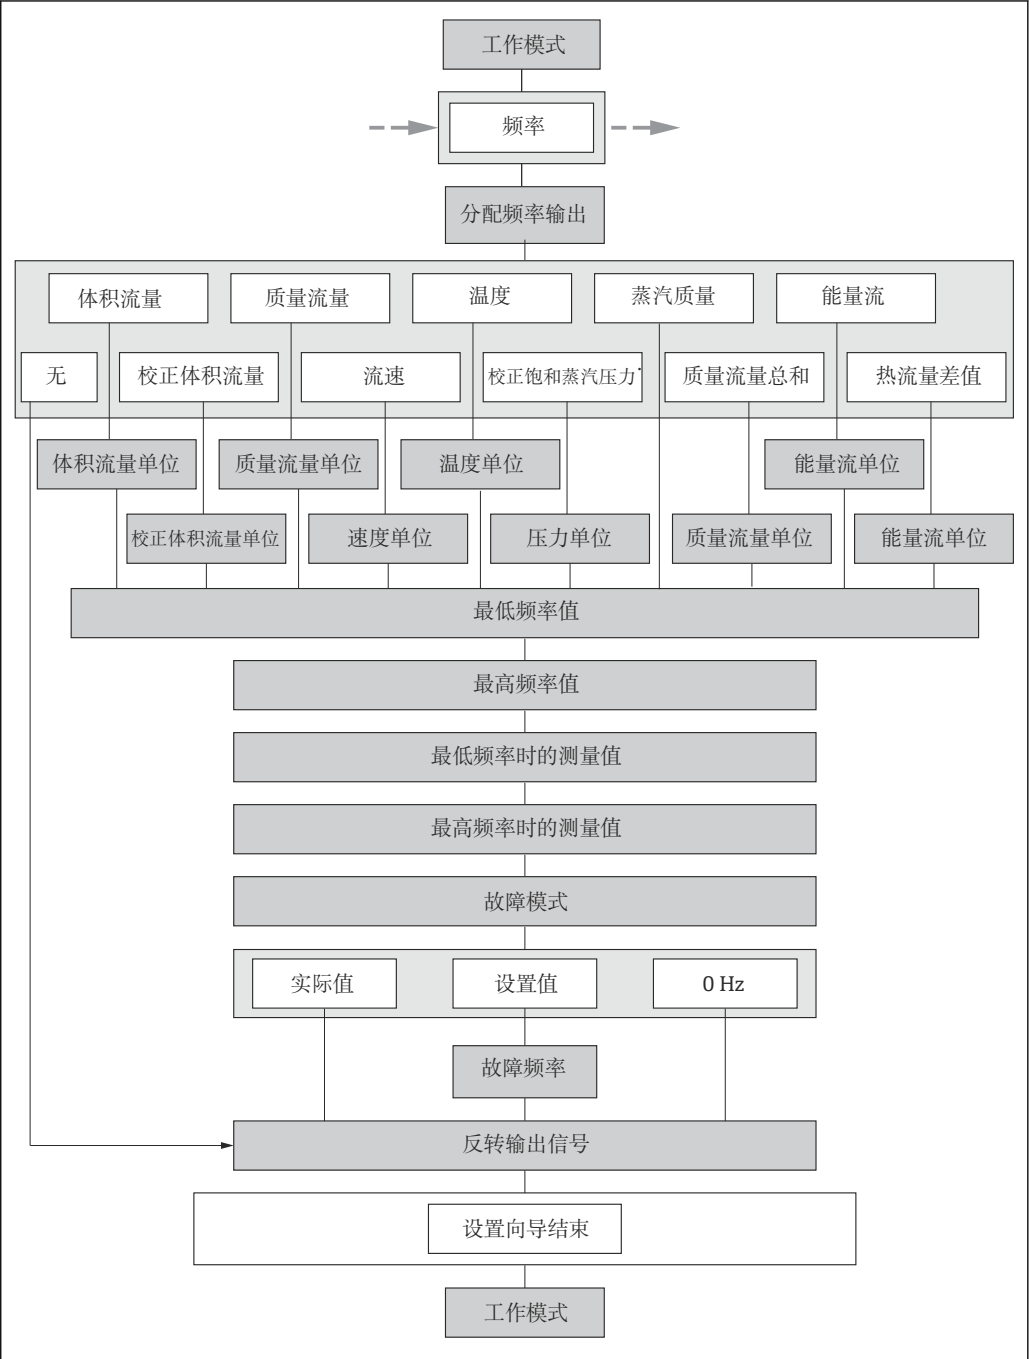 工作模式
频率
分配频率输出
体积流量
质量流量
温度
蒸汽质量
能量流
无
校正体积流量
流速
校正饱和蒸汽压力*
质量流量总和
热流量差值
体积流量单位
质量流量单位
温度单位
能量流单位
校正体积流量单位
速度单位
压力单位
质量流量单位
能量流单位
最低频率值
最高频率值
最低频率时的测量值
最高频率时的测量值
故障模式
实际值
设置值
0 Hz
故障频率
反转输出信号
设置向导结束
工作模式